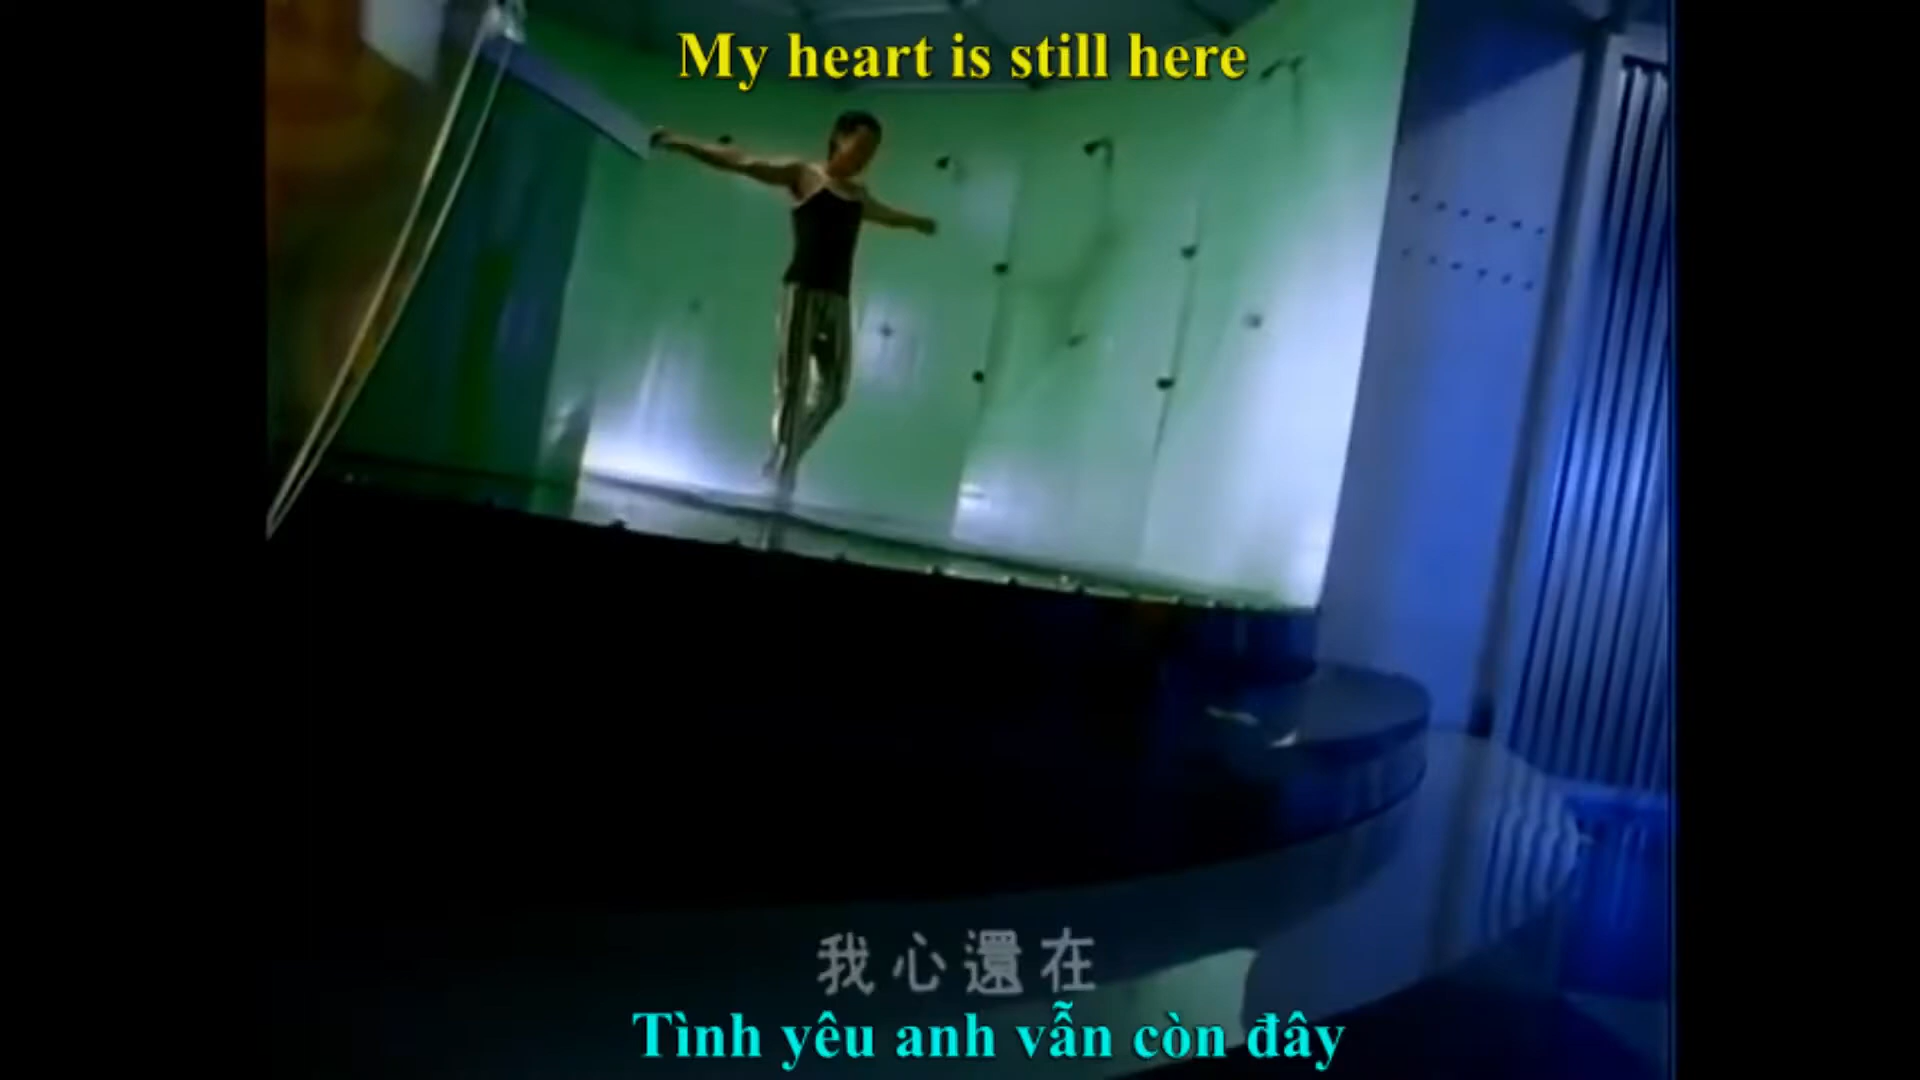 My heart is still here
我心還在
Tình yêu anh vẫn còn đây